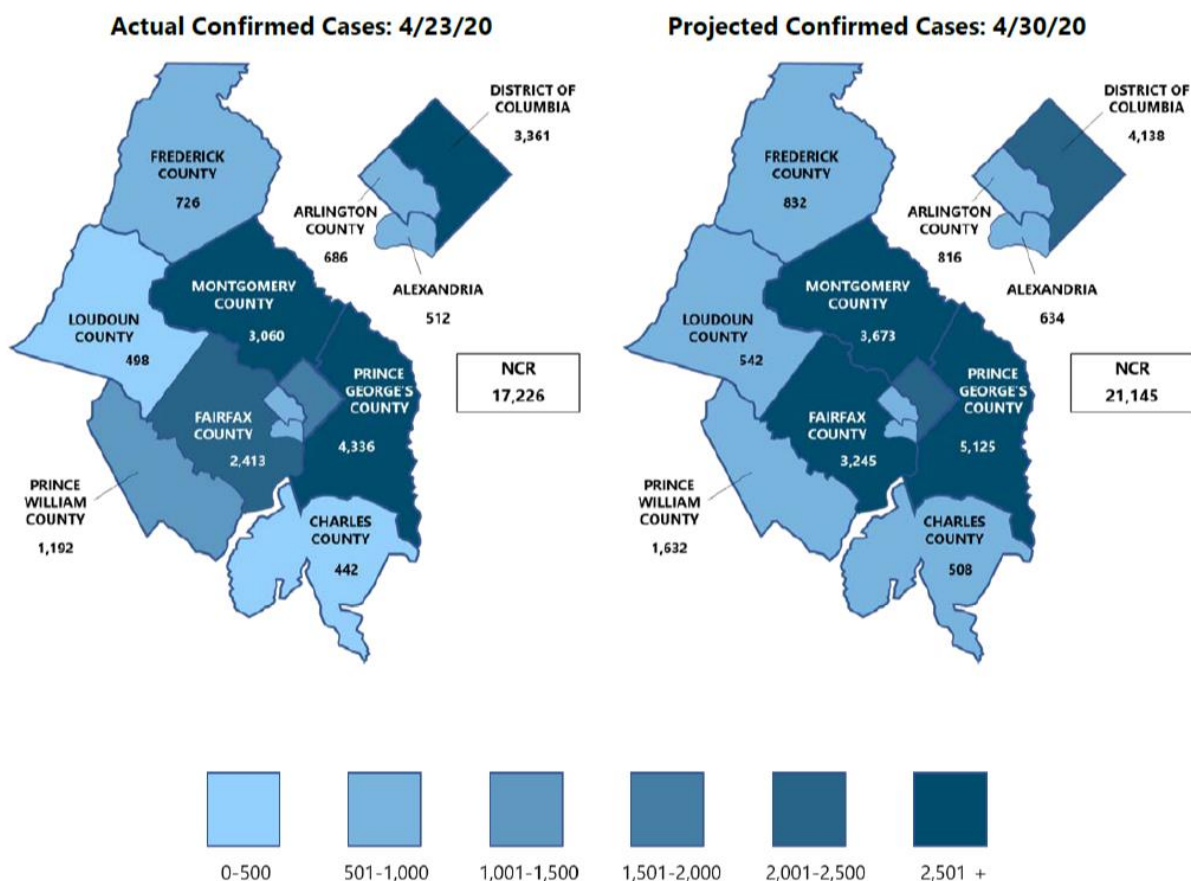 Actual Confirmed Cases: 4/23/20
DISTRICT OF
COLUMBIA
3,361
FREDERICK
COUNTY
726
ARLINGTON
COUNTY
686
MONTGOMERY
COUNTY
3,060
ALEXANDRIA
512
LOUDOUN
COUNTY
498
NCR
17,226
PRINCE
GEORGE'S
COUNTY
4,336
FAIRFAX
COUNTY
2,413
PRINCE
WILLIAM
COUNTY
1,192
CHARLES
COUNTY
442
Projected Confirmed Cases: 4/30/20
DISTRICT OF
COLUMBIA
4,138
FREDERICK
COUNTY
832
ARLINGTON
COUNTY
816
MONTGOMERY
COUNTY
3,673
ALEXANDRIA
634
LOUDOUN
COUNTY
542
NCR
21,145
PRINCE
GEORGE'S
COUNTY
5,125
FAIRFAX
COUNTY
3,245
PRINCE
WILLIAM
COUNTY
1,632
CHARLES
COUNTY
508
0-500
501-1,000
1,001-1,500
1,501-2,000
2,001-2,500
2,501 +